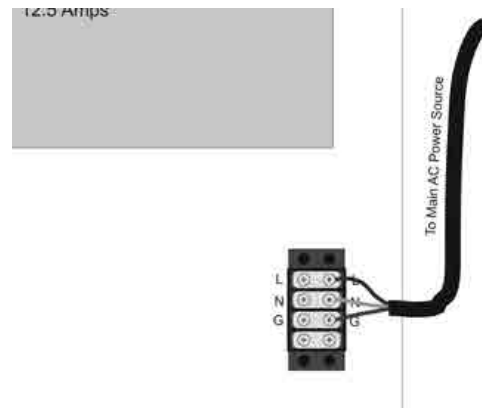 12.5 Amps
To Main AC Power Source
L L
N N
G G